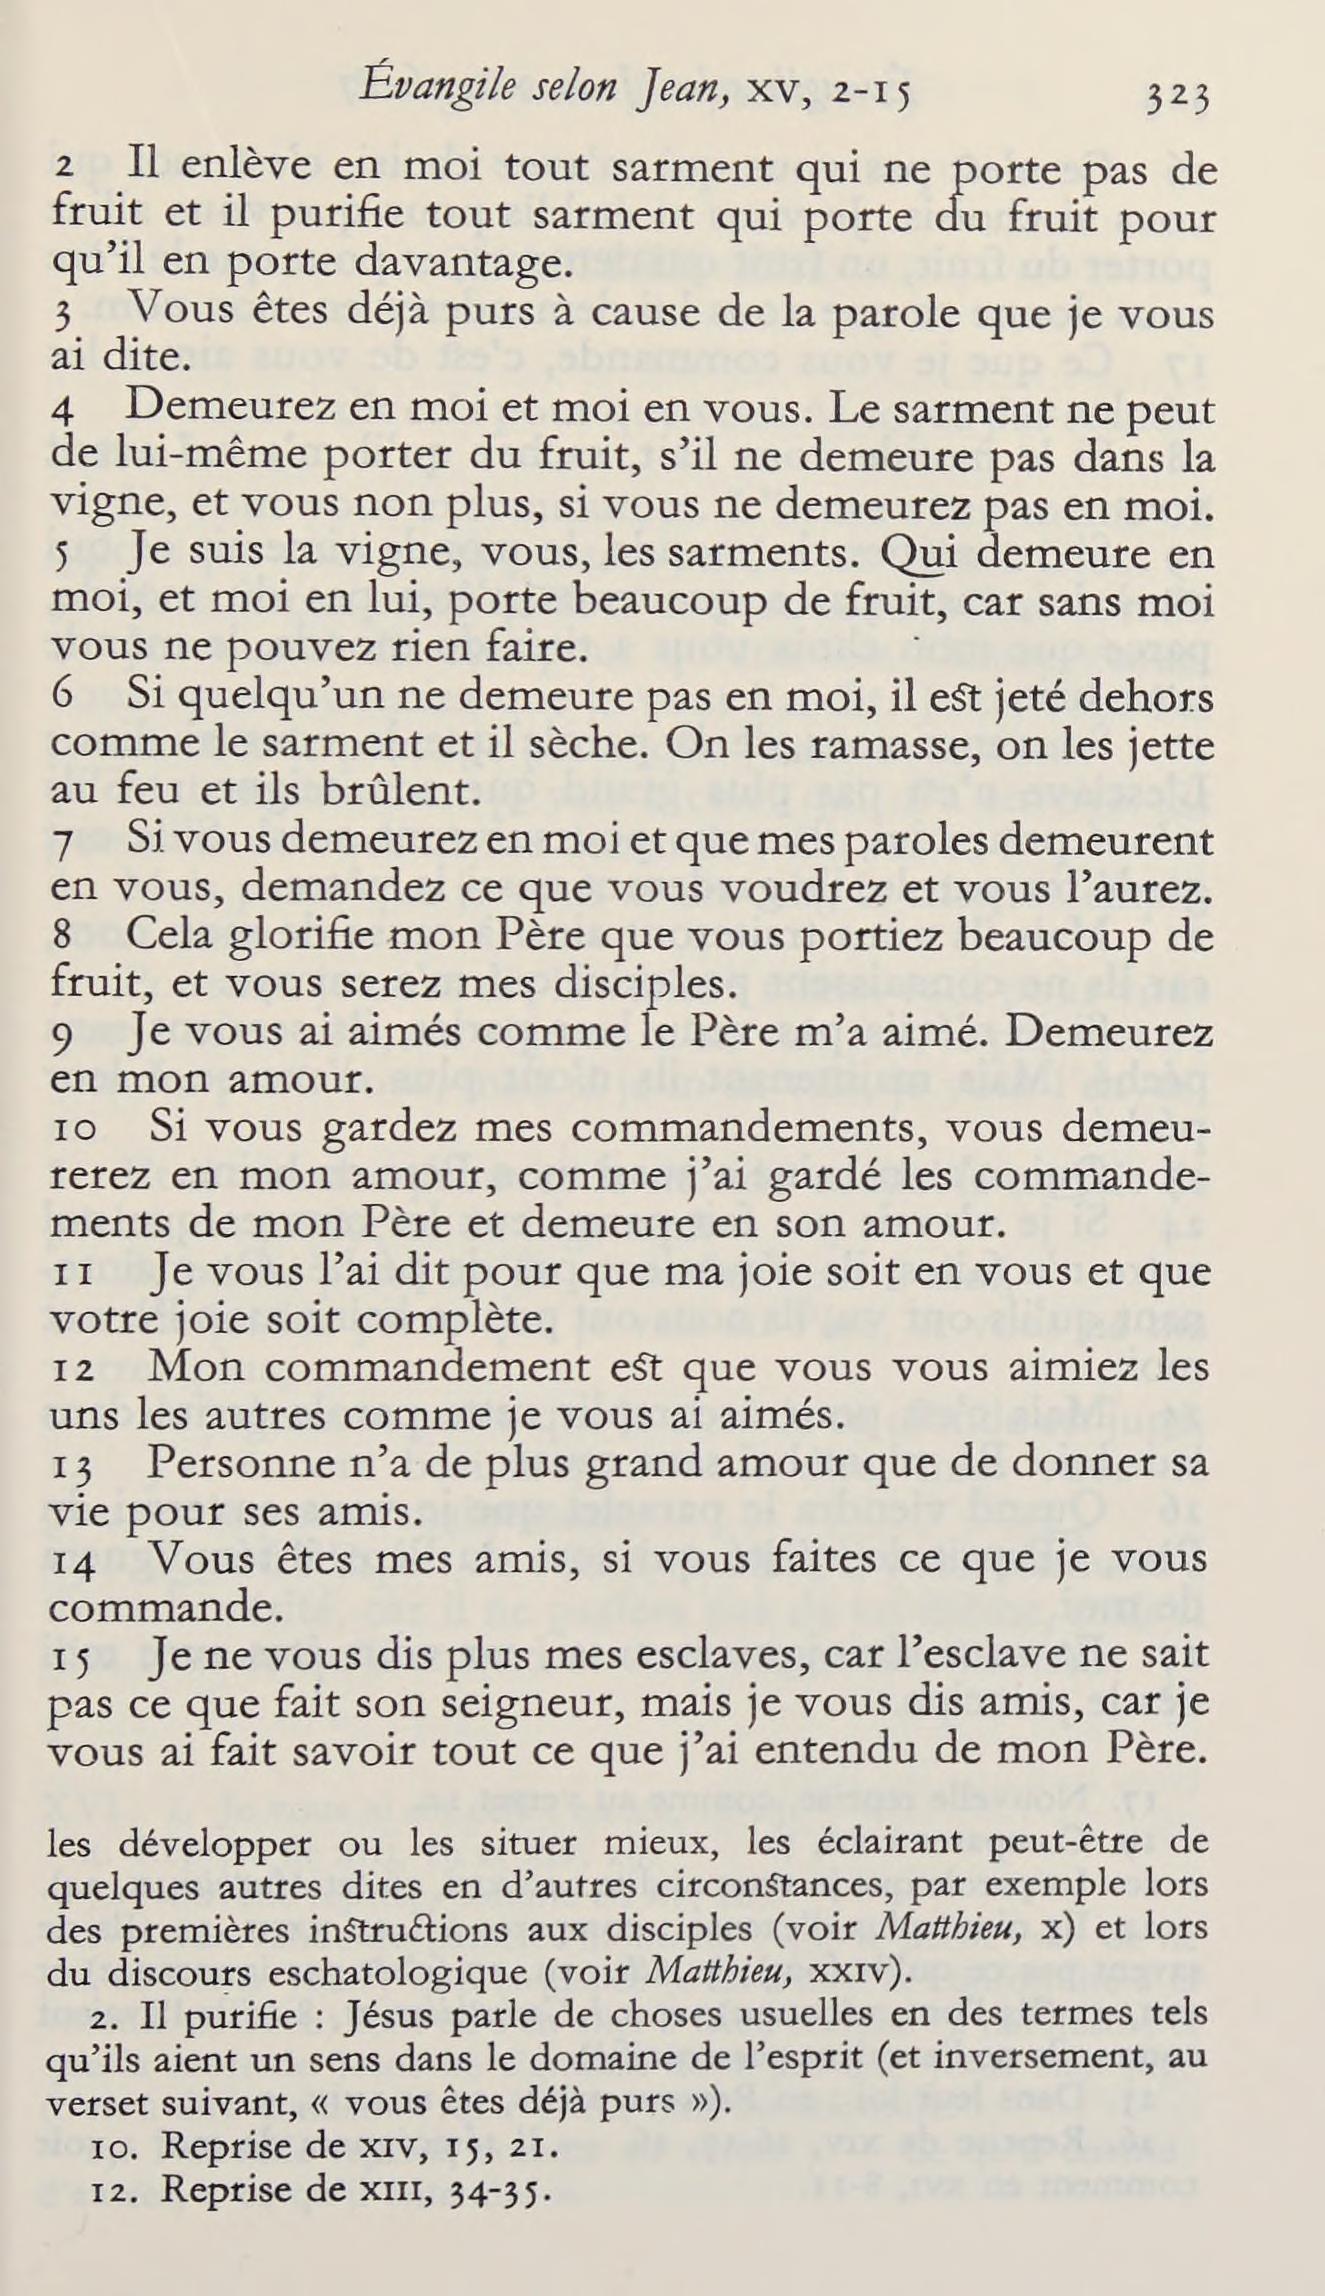 Évangile selon Jean, XV, 2-15 323
2 Il enlève en moi tout sarment qui ne porte pas de
fruit et il purifie tout sarment qui porte du fruit pour
qu’il en porte davantage.
3 Vous êtes déjà purs à cause de la parole que je vous
ai dite.
4 Demeurez en moi et moi en vous. Le sarment ne peut
de lui-même porter du fruit, s’il ne demeure pas dans la
vigne, et vous non plus, si vous ne demeurez pas en moi.
5 Je suis la vigne, vous, les sarments. Qui demeure en
moi, et moi en lui, porte beaucoup de fruit, car sans moi
vous ne pouvez rien faire.
6 Si quelqu’un ne demeure pas en moi, il est jeté dehors
comme le sarment et il sèche. On les ramasse, on les jette
au feu et ils brûlent.
7 Si vous demeurez en moi et que mes paroles demeurent
en vous, demandez ce que vous voudrez et vous l’aurez.
8 Cela glorifie mon Père que vous portiez beaucoup de
fruit, et vous serez mes disciples.
9 Je vous ai aimés comme le Père m’a aimé. Demeurez
en mon amour.
10 Si vous gardez mes commandements, vous demeu-
rerez en mon amour, comme j’ai gardé les commande-
ments de mon Père et demeure en son amour.
11 Je vous l’ai dit pour que ma joie soit en vous et que
votre joie soit complète.
12 Mon commandement est que vous vous aimiez les
uns les autres comme je vous ai aimés.
13 Personne n’a de plus grand amour que de donner sa
vie pour ses amis.
14 Vous êtes mes amis, si vous faites ce que je vous
commande.
15 Je ne vous dis plus mes esclaves, car l’esclave ne sait
pas ce que fait son seigneur, mais je vous dis amis, car je
vous ai fait savoir tout ce que j’ai entendu de mon Père.
les développer ou les situer mieux, les éclairant peut-être de
quelques autres dites en d’autres circonstances, par exemple lors
des premières instructions aux disciples (voir Matthieu, X) et lors
du discours eschatologique (voir Matthieu, XXIV).
2. Il purifie : Jésus parle de choses usuelles en des termes tels
qu’ils aient un sens dans le domaine de l’esprit (et inversement, au
verset suivant, « vous êtes déjà purs »).
10. Reprise de XIV, 15, 21.
12. Reprise de XIII, 34-35.